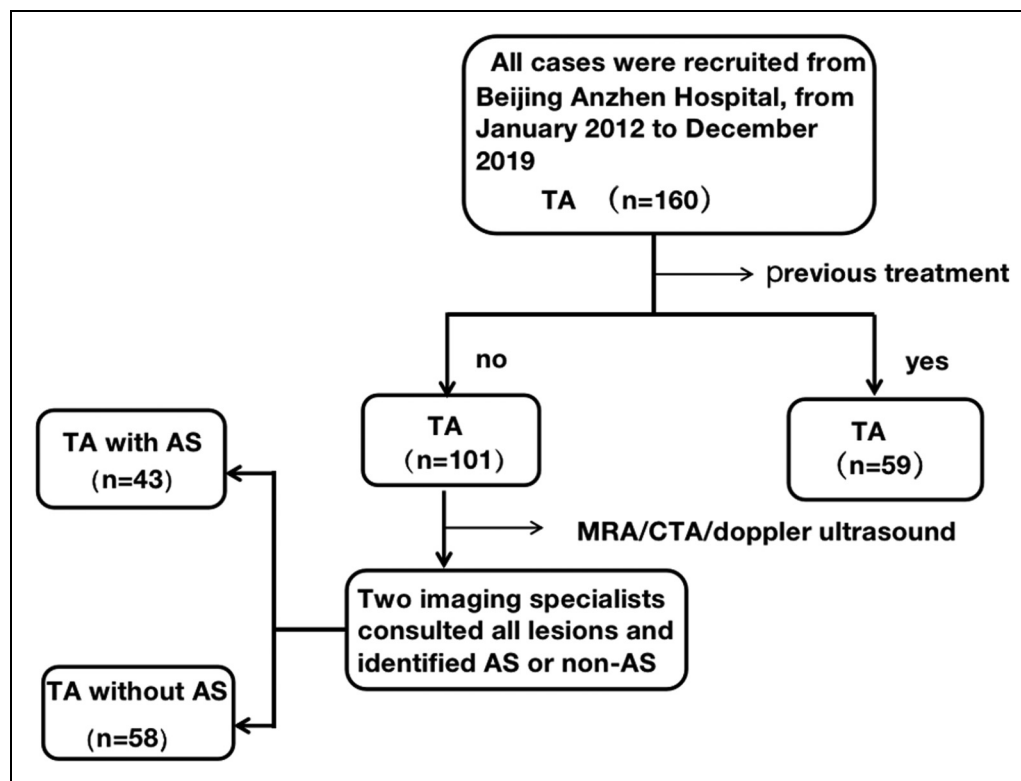 All cases were recruited from
Beijing Anzhen Hospital, from
January 2012 to December
2019
TA （n=160）
previous treatment
no
yes
TA
（n=101）
TA
（n=59）
TA with AS
（n=43）
MRA/CTA/doppler ultrasound
Two imaging specialists
consulted all lesions and
identified AS or non-AS
TA without AS
（n=58）